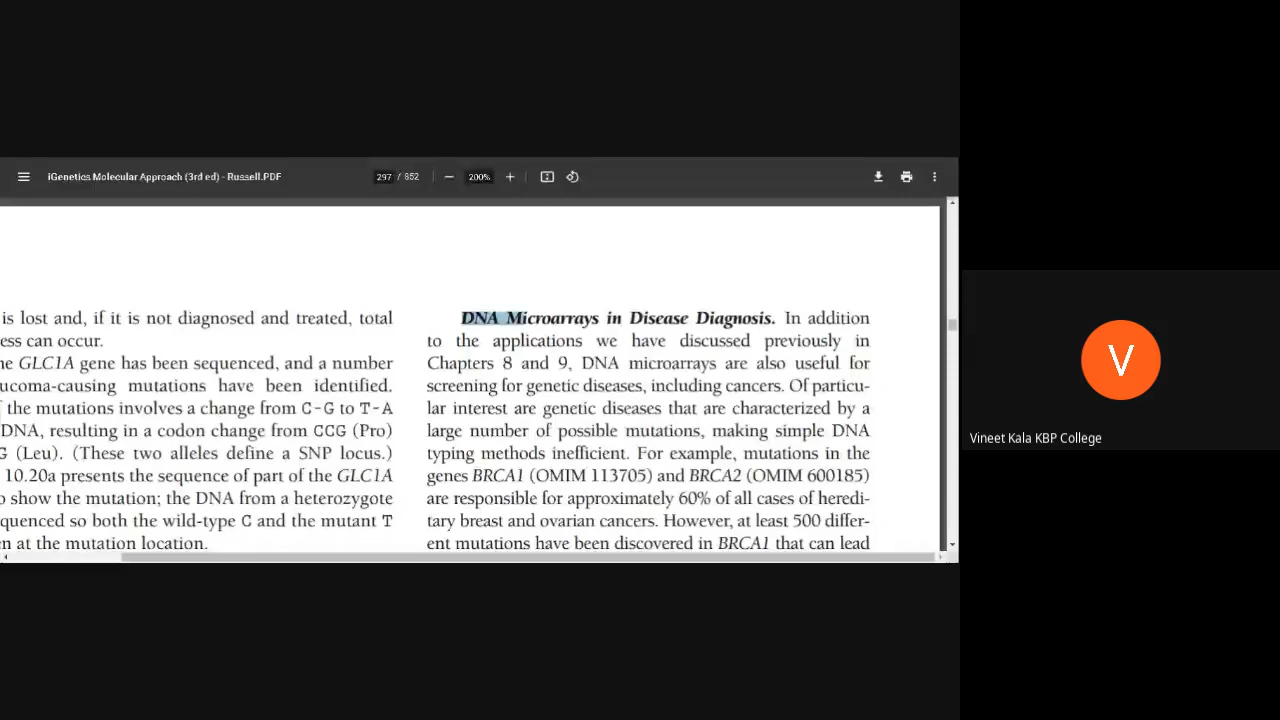 iGenetics Molecular Approach (3rd ed) - Russell.PDF
297 / 852
200%
is lost and, if it is not diagnosed and treated, total
ess can occur.
ne GLC1A gene has been sequenced, and a number
ucoma-causing mutations have been identified.
the mutations involves a change from C-G to T-A
DNA, resulting in a codon change from CCG (Pro)
G (Leu). (These two alleles define a SNP locus.)
10.20a presents the sequence of part of the GLC1A
o show the mutation; the DNA from a heterozygote
quenced so both the wild-type C and the mutant T
n at the mutation location.
DNA Microarrays in Disease Diagnosis. In addition
to the applications we have discussed previously in
Chapters 8 and 9, DNA microarrays are also useful for
screening for genetic diseases, including cancers. Of particu-
lar interest are genetic diseases that are characterized by a
large number of possible mutations, making simple DNA
typing methods inefficient. For example, mutations in the
genes BRCA1 (OMIM 113705) and BRCA2 (OMIM 600185)
are responsible for approximately 60% of all cases of heredi-
tary breast and ovarian cancers. However, at least 500 differ-
ent mutations have been discovered in BRCA1 that can lead
V
Vineet Kala KBP College